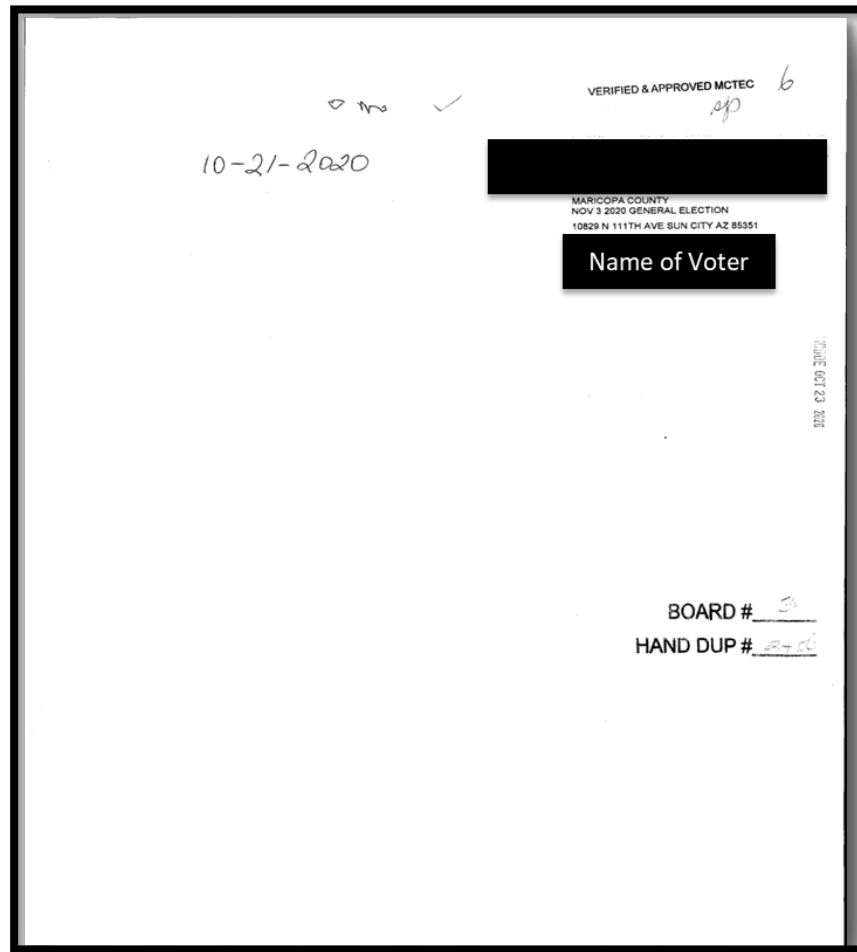 VERIFIED & APPROVED MCTEC 6
10-21-2020
MARICOPA COUNTY
NOV 3 2020 GENERAL ELECTION
10829 N 111TH AVE SUN CITY AZ 85351
Name of Voter
OCT 23 2020
BOARD #
HAND DUP #